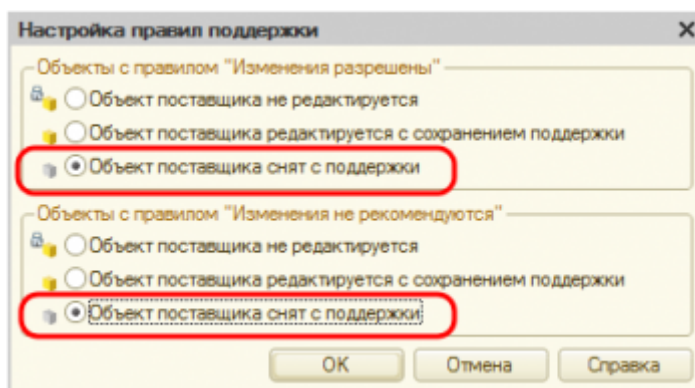 Настройка правил поддержки
Объекты с правилом "Изменения разрешены"
Объект поставщика не редактируется
Объект поставщика редактируется с сохранением поддержки
Объект поставщика снят с поддержки
Объекты с правилом "Изменения не рекомендуются"
Объект поставщика не редактируется
Объект поставщика редактируется с сохранением поддержки
Объект поставщика снят с поддержки
OK Отмена Справка